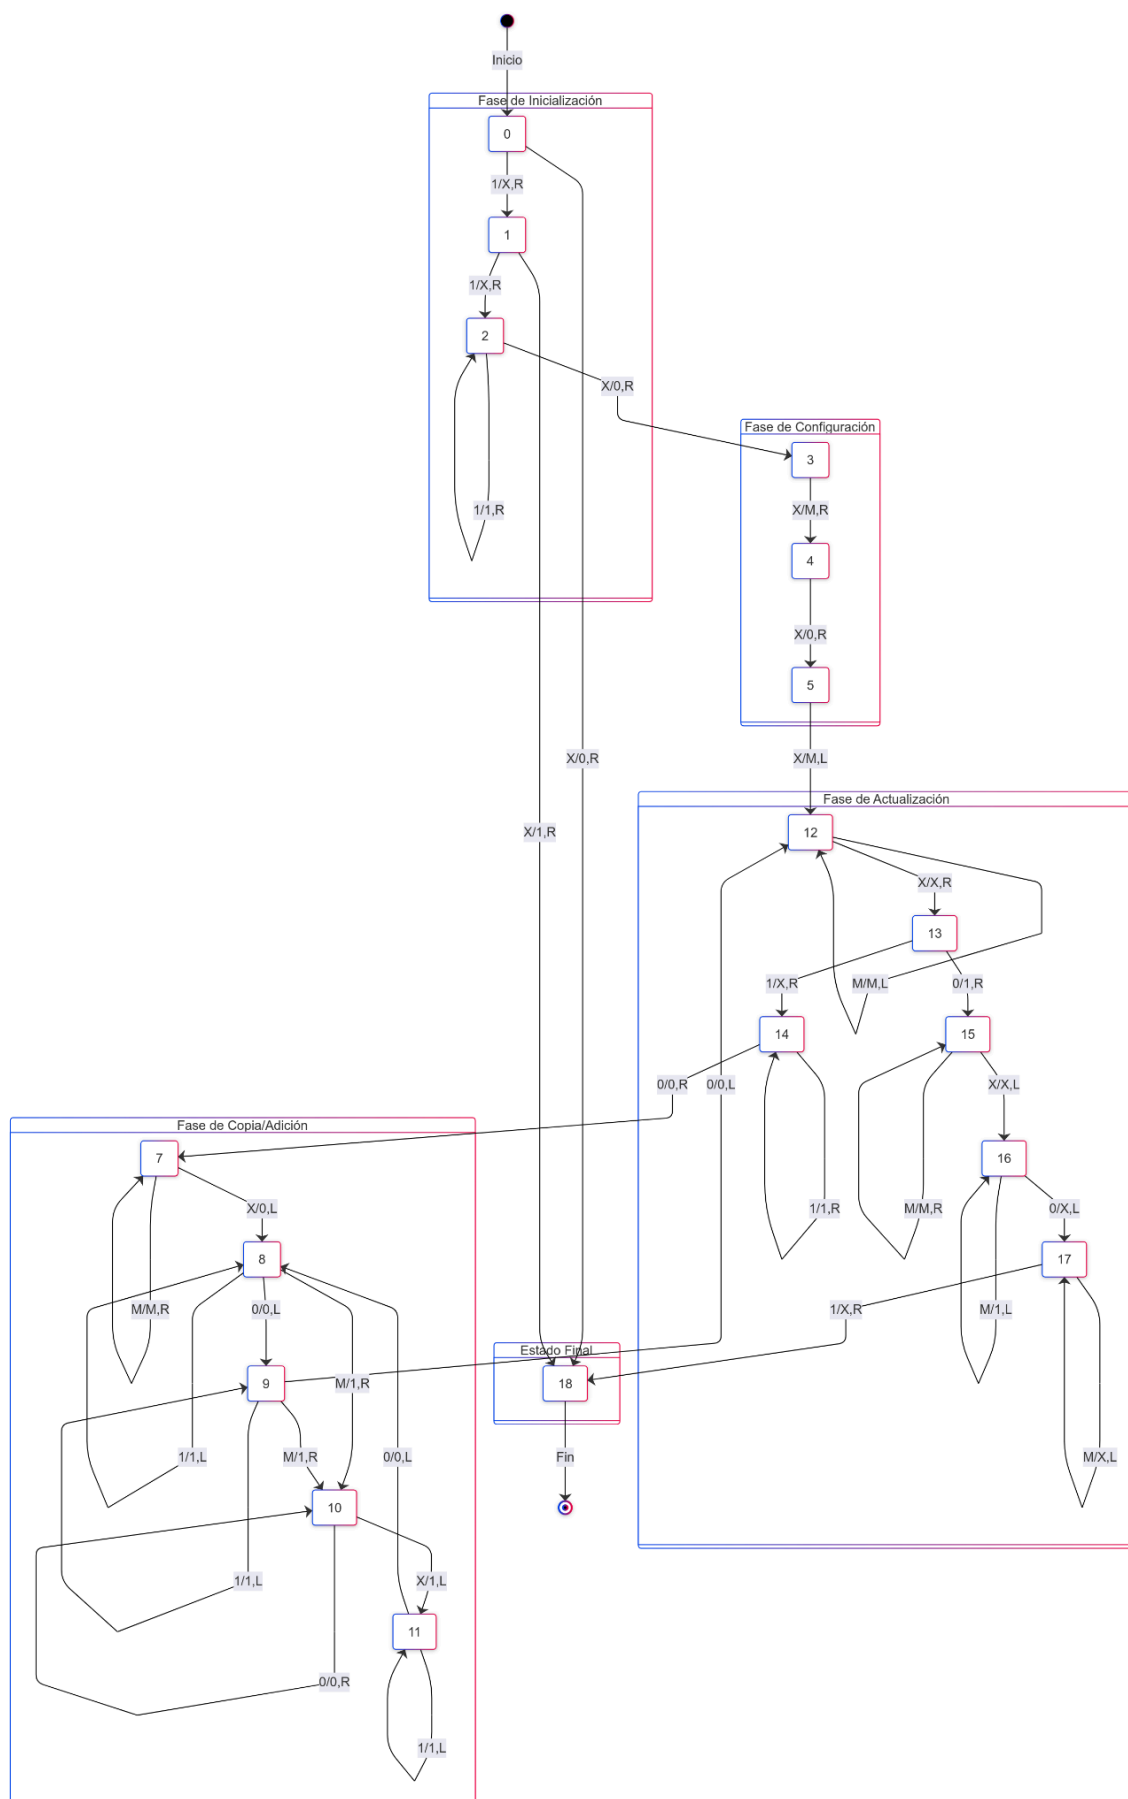 Inicio
Fase de Inicialización
0
1/X,R
1
1/X,R
2
X/0,R
Fase de Configuración
3
1/1,R
X/M,R
4
X/0,R
5
X/0,R
X/M,L
Fase de Actualización
X/1,R
12
X/X,R
13
1/X,R
M/M,L
0/1,R
14
15
0/0,R
0/0,L
X/X,L
Fase de Copia/Adición
7
16
X/0,L
1/1,R
M/M,R
0/X,L
8
17
M/M,R
0/0,L
1/X,R
M/1,L
Estado Final
9
M/1,R
18
1/1,L
M/1,R
0/0,L
Fin
M/X,L
10
1/1,L
X/1,L
11
0/0,R
1/1,L